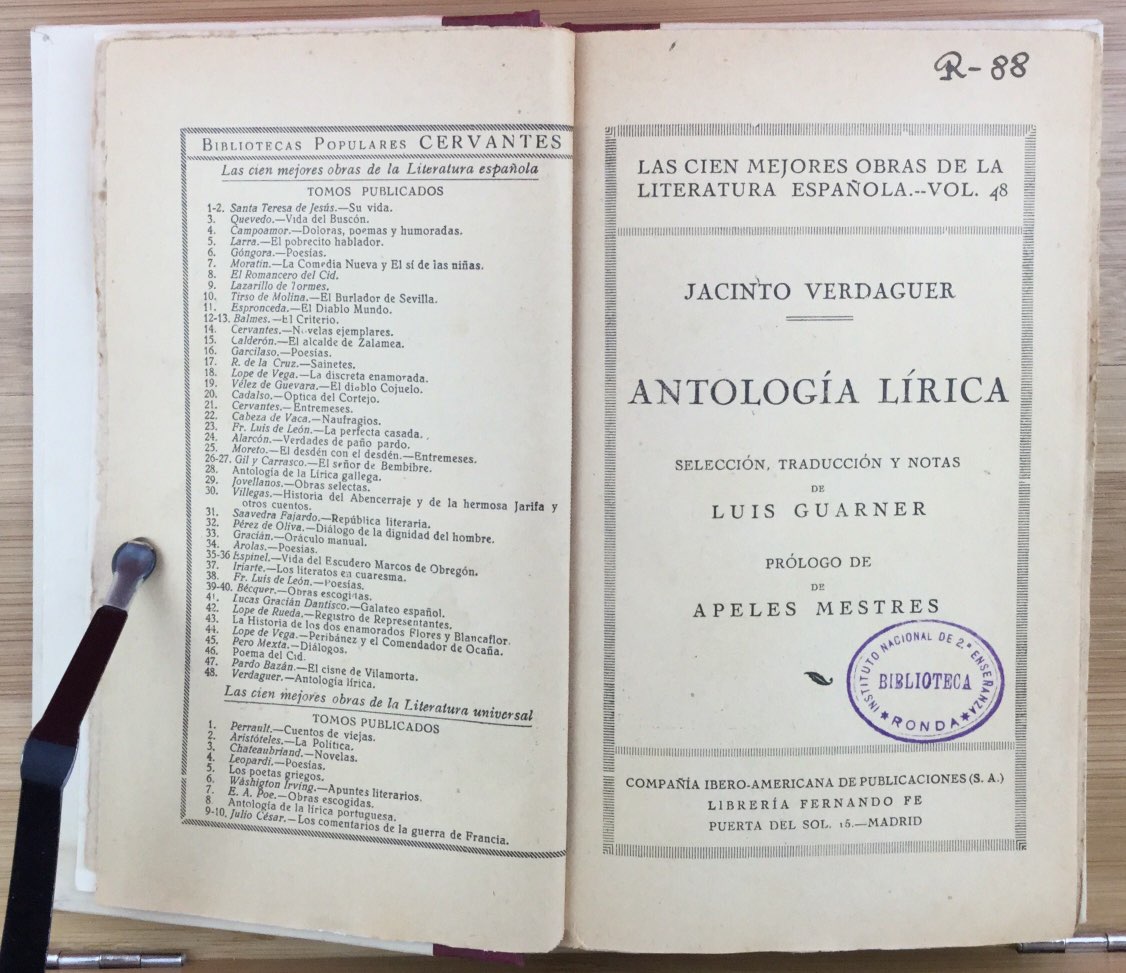 BIBLIOTECAS POPULARES CERVANTES
Las cien mejores obras de la Literatura española
TOMOS PUBLICADOS
1-2. Santa Teresa de Jesús.—Su vida.
3. Quevedo.—Vida del Buscón.
4. Campoamor.—Doloras, poemas y humoradas.
5. Larra.—El pobrecito hablador.
6. Góngora.—Poesías.
7. Moratín.—La Comedia Nueva y El sí de las niñas.
8. El Romancero del Cid.
9. Lazarillo de Tormes.
10. Tirso de Molina.—El Burlador de Sevilla.
11. Espronceda.—El Diablo Mundo.
12-13. Balmes.—El Criterio.
14. Cervantes.—Novelas ejemplares.
15. Calderón.—El alcalde de Zalamea.
16. Garcilaso.—Poesías.
17. R. de la Cruz.—Sainetes.
18. Lope de Vega.—La discreta enamorada.
19. Vélez de Guevara.—El diablo Cojuelo.
20. Cadalso.—Optica del Cortejo.
21. Cervantes.—Entremeses.
22. Cabeza de Vaca.—Naufragios.
23. Fr. Luis de León.—La perfecta casada.
24. Alarcón.—Verdades de paño pardo.
25. Moreto.—El desdén con el desdén.—Entremeses.
26-27. Gil y Carrasco.—El señor de Bembibre.
28. Antología de la Lírica gallega.
29. Jovellanos.—Obras selectas.
30. Villegas.—Historia del Abencerraje y de la hermosa Jarifa y
otros cuentos.
31. Saavedra Fajardo.—República literaria.
32. Pérez de Oliva.—Diálogo de la dignidad del hombre.
33. Gracián.—Oráculo manual.
34. Arolas.—Poesías.
35-36 Espinel.—Vida del Escudero Marcos de Obregón.
37. Iriarte.—Los literatos en cuaresma.
38. Fr. Luis de León.—Poesías.
39-40. Bécquer.—Obras escogidas.
41. Lucas Gracián Dantisco.—Galateo español.
42. Lope de Rueda.—Registro de Representantes.
43. La Historia de los dos enamorados Flores y Blancaflor.
44. Lope de Vega.—Peribánez y el Comendador de Ocaña.
45. Pero Mexía.—Diálogos.
46. Poema del Cid.
47. Pardo Bazán.—El cisne de Vilamorta.
48. Verdaguer.—Antología lírica.
Las cien mejores obras de la Literatura universal
TOMOS PUBLICADOS
1. Perrault.—Cuentos de viejas.
2. Aristóteles.—La Política.
3. Chateaubriand.—Novelas.
4. Leopardi.—Poesías.
5. Los poetas griegos.
6. Wáshigton Irving.—Apuntes literarios.
7. E. A. Poe.—Obras escogidas.
8. Antología de la lírica portuguesa.
9-10. Julio César.—Los comentarios de la guerra de Francia.
R-88
LAS CIEN MEJORES OBRAS DE LA
LITERATURA ESPAÑOLA.--VOL. 48
JACINTO VERDAGUER
ANTOLOGÍA LÍRICA
SELECCIÓN, TRADUCCIÓN Y NOTAS
DE
LUIS GUARNER
PRÓLOGO DE
DE
APELES MESTRES
INSTITUTO NACIONAL DE 2.ª ENSEÑANZA
BIBLIOTECA
RONDA
COMPAÑÍA IBERO-AMERICANA DE PUBLICACIONES (S. A.)
LIBRERÍA FERNANDO FE
PUERTA DEL SOL. 15.—MADRID